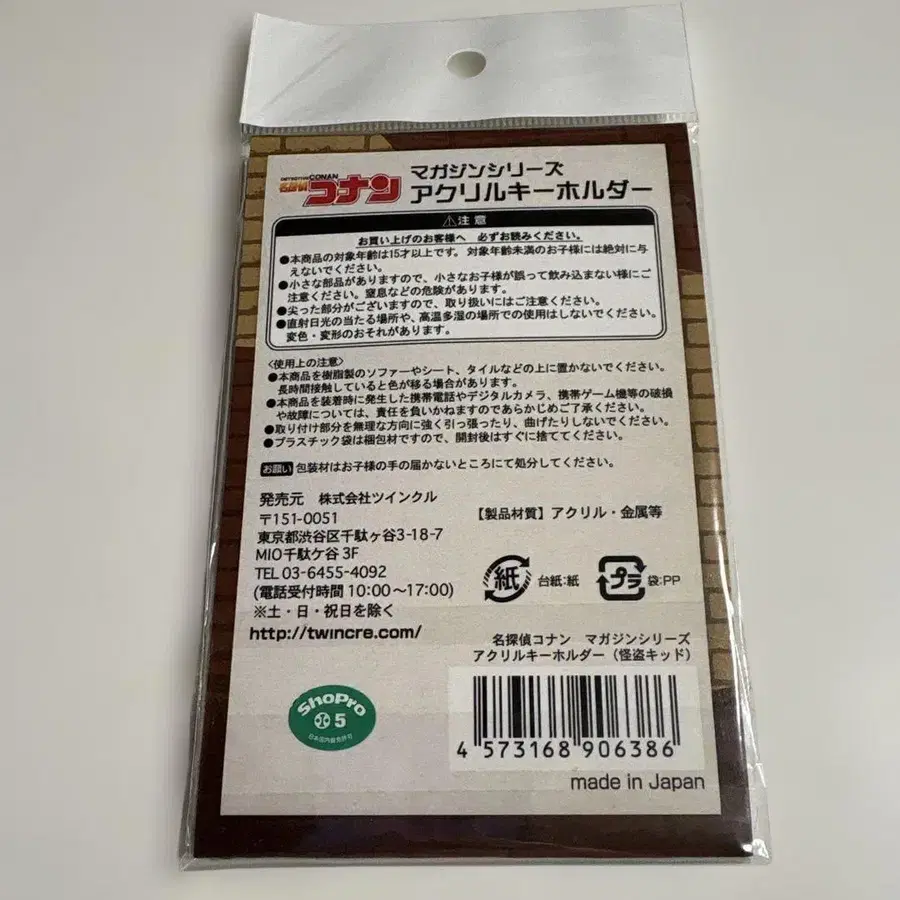 DETECTIVE CONAN
名探偵コナン
マガジンシリーズ
アクリルキーホルダー
⚠注 意
お買い上げのお客様へ 必ずお読みください。
●本商品の対象年齢は15才以上です。 対象年齢未満のお子様には絶対に与
えないでください。
●小さな部品がありますので、小さなお子様が誤って飲み込まない様にご
注意ください。窒息などの危険があります。
●尖った部分がございますので、取り扱いにはご注意ください。
●直射日光の当たる場所や、高温多湿の場所での使用はしないでください。
変色・変形のおそれがあります。
〈使用上の注意〉
●本商品を樹脂製のソファーやシート、タイルなどの上に置かないでください。
長時間接触していると色が移る場合があります。
●本商品を装着時に発生した携帯電話やデジタルカメラ、携帯ゲーム機等の破損
や故障については、責任を負いかねますのであらかじめご了承ください。
●取り付け部分を無理な方向に強く引っ張ったり、曲げたりしないでください。
●プラスチック袋は梱包材ですので、開封後はすぐに捨ててください。
お願い 包装材はお子様の手の届かないところにて処分してください。
発売元 株式会社ツインクル
〒151-0051
東京都渋谷区千駄ヶ谷3-18-7
MIO千駄ケ谷 3F
TEL 03-6455-4092
(電話受付時間 10:00～17:00)
※土・日・祝日を除く
http://twincre.com/
【製品材質】アクリル・金属等
紙 台紙:紙
プラ 袋:PP
名探偵コナン マガジンシリーズ
アクリルキーホルダー（怪盗キッド）
ShoPro
5
日本国内販売許可
4 573168 906386
made in Japan